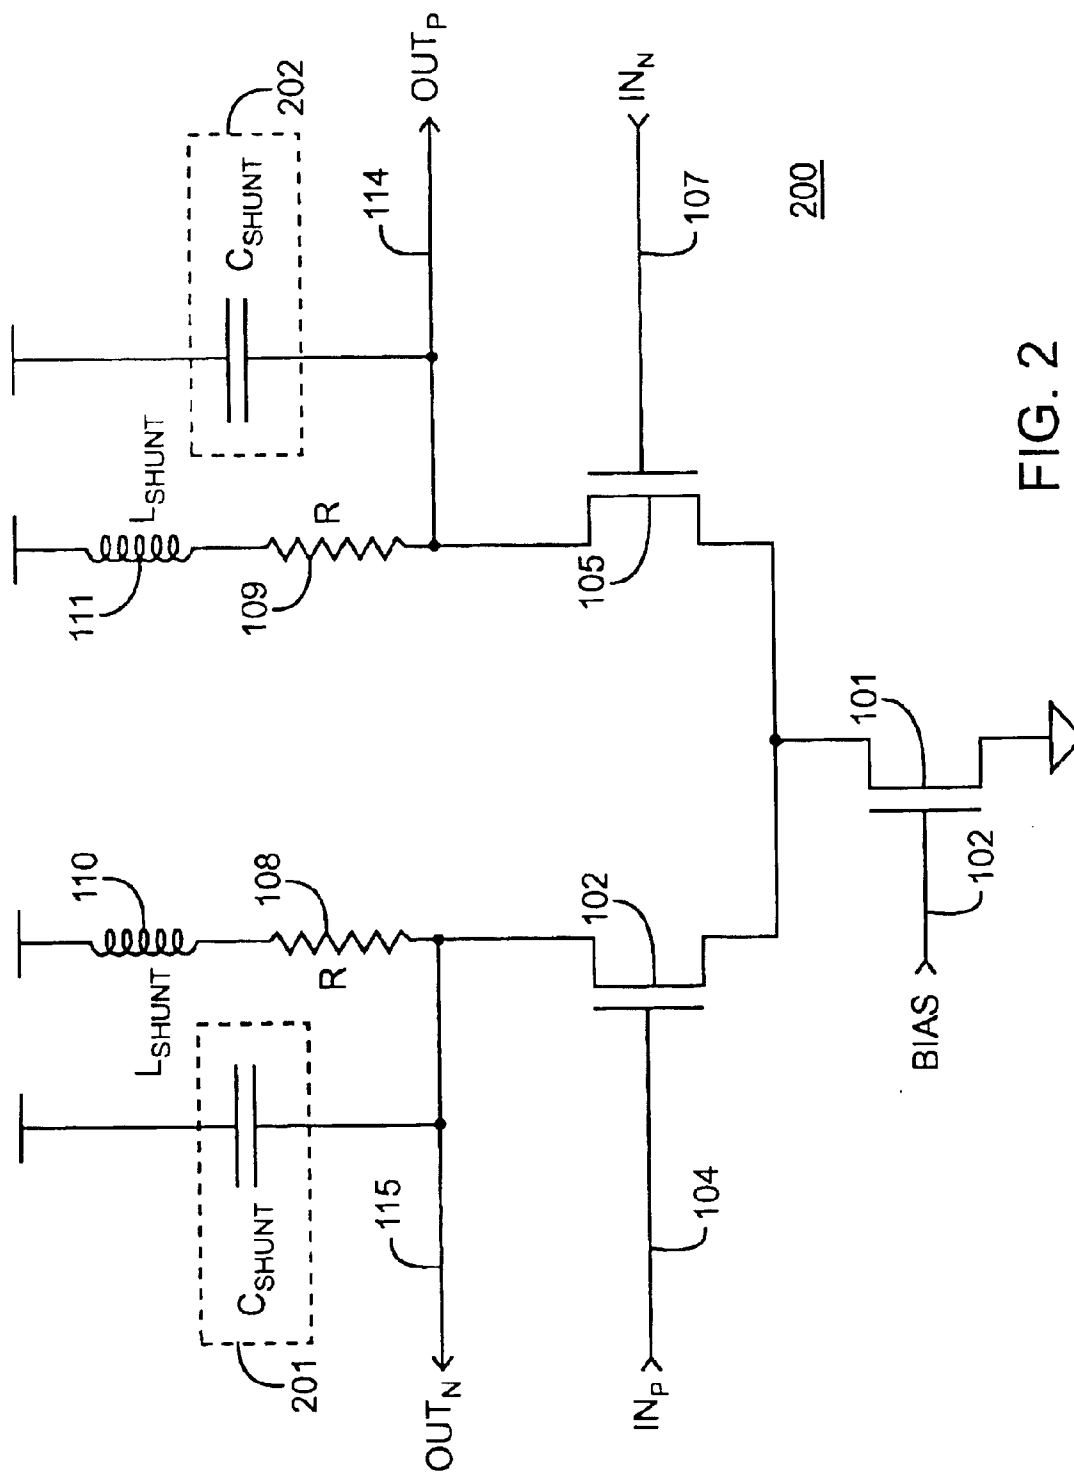 202
C_SHUNT
OUT_P
114
L_SHUNT
111
R
109
IN_N
107
105
200
110
L_SHUNT
108
R
C_SHUNT
201
115
OUT_N
102
104
IN_P
101
102
BIAS
FIG. 2